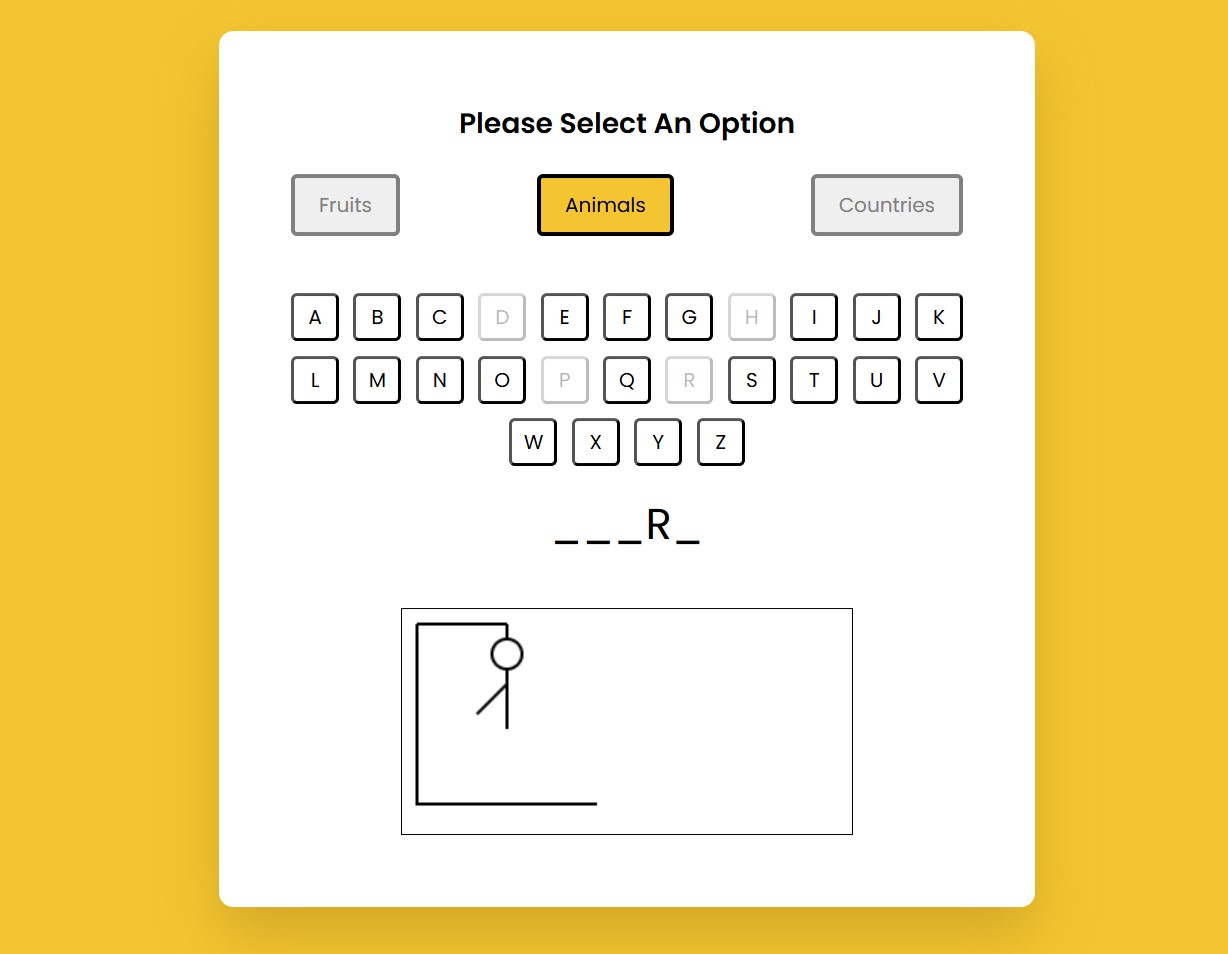 Please Select An Option
Fruits Animals Countries
A B C D E F G H I J K
L M N O P Q R S T U V
W X Y Z
_ _ _ R _